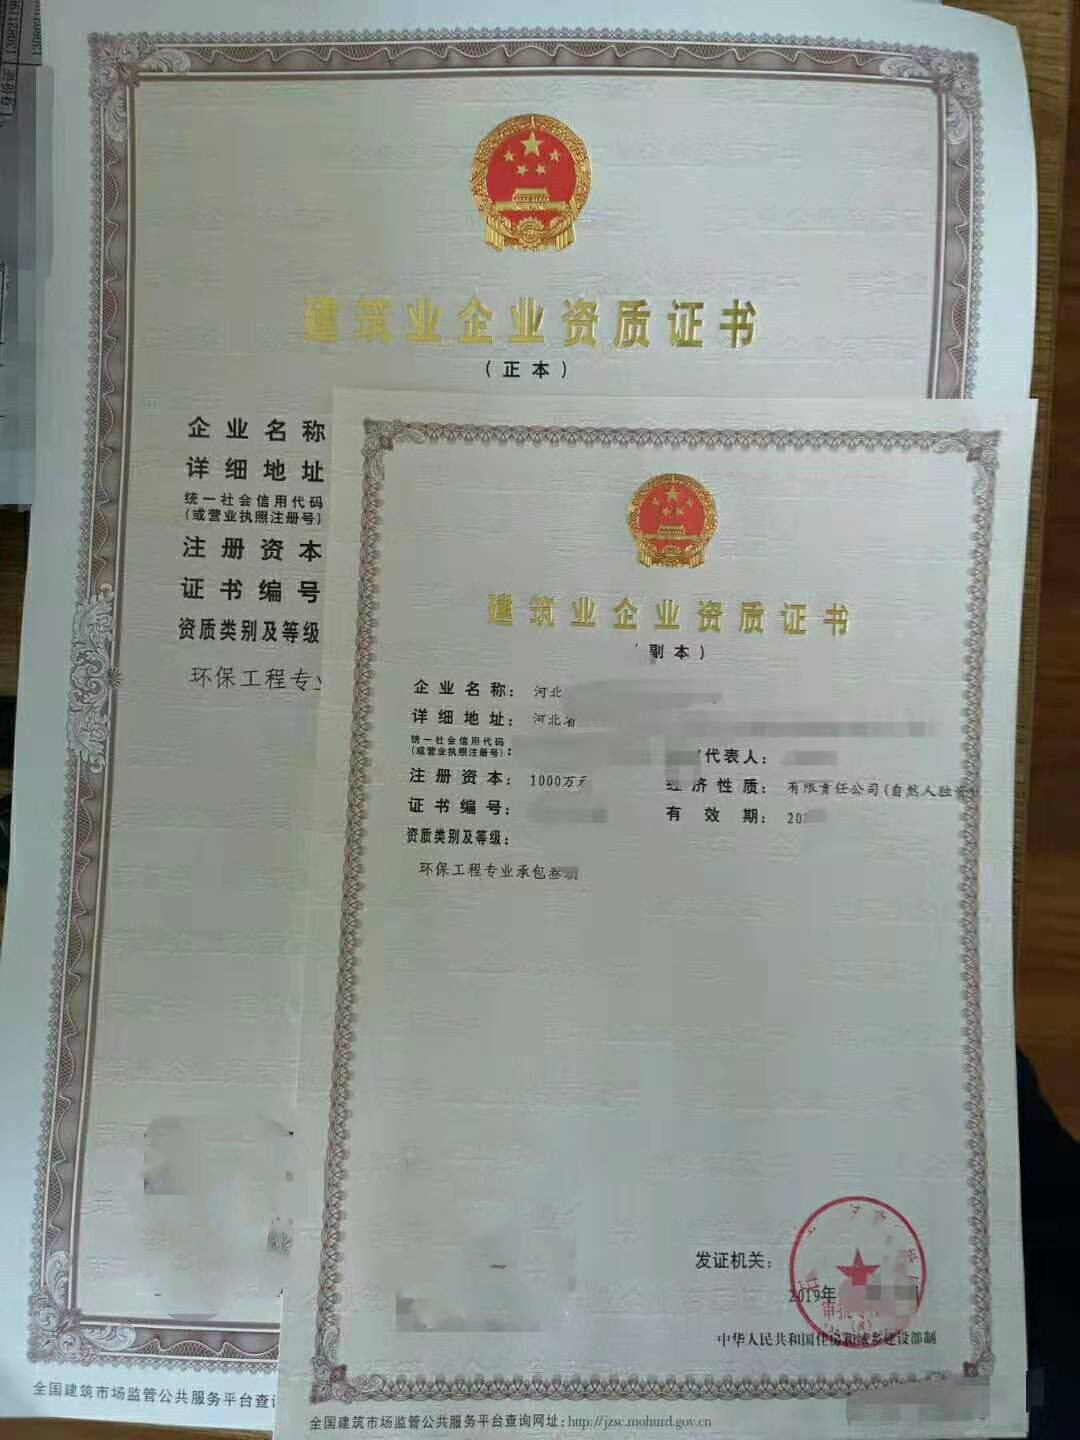 身份证
建筑业企业资质证书
（正本）
企业名称
详细地址
统一社会信用代码
（或营业执照注册号）
注册资本
证书编号
资质类别及等级
环保工程专
全国建筑市场监管公共服务平台查
建筑业企业资质证书
副本）
企业名称：河北
详细地址：河北省
统一社会信用代码
（或营业执照注册号）：
代表人：
注册资本：1000万元
经济性质：有限责任公司(自然人独资
证书编号：
有效期：20
资质类别及等级：
环保工程专业承包叁
发证机关：
2019年
审批
中华人民共和国住房和城乡建设部制
全国建筑市场监管公共服务平台查询网址：http://jzsc.mohurd.gov.cn